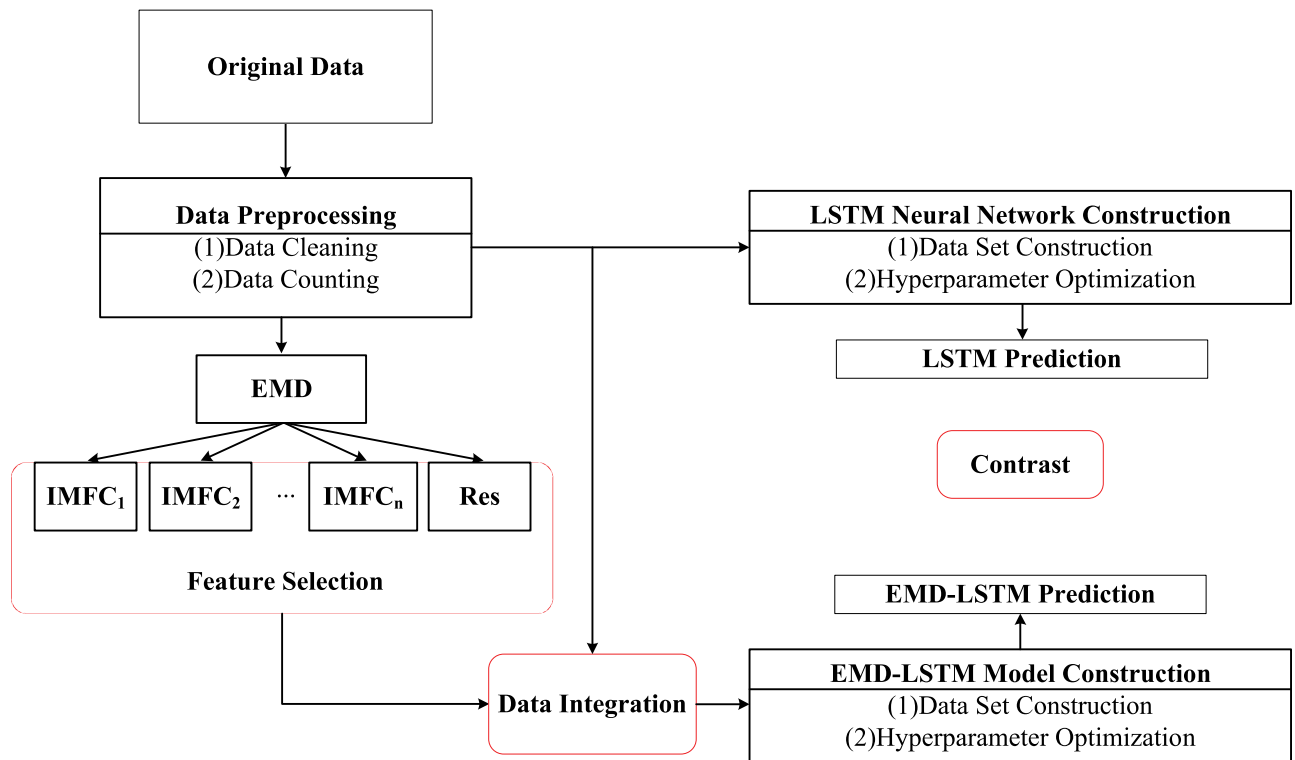 Original Data
Data Preprocessing
(1)Data Cleaning
(2)Data Counting
LSTM Neural Network Construction
(1)Data Set Construction
(2)Hyperparameter Optimization
LSTM Prediction
EMD
IMFC₁ IMFC₂ ... IMFCₙ Res
Feature Selection
Contrast
EMD-LSTM Prediction
Data Integration
EMD-LSTM Model Construction
(1)Data Set Construction
(2)Hyperparameter Optimization